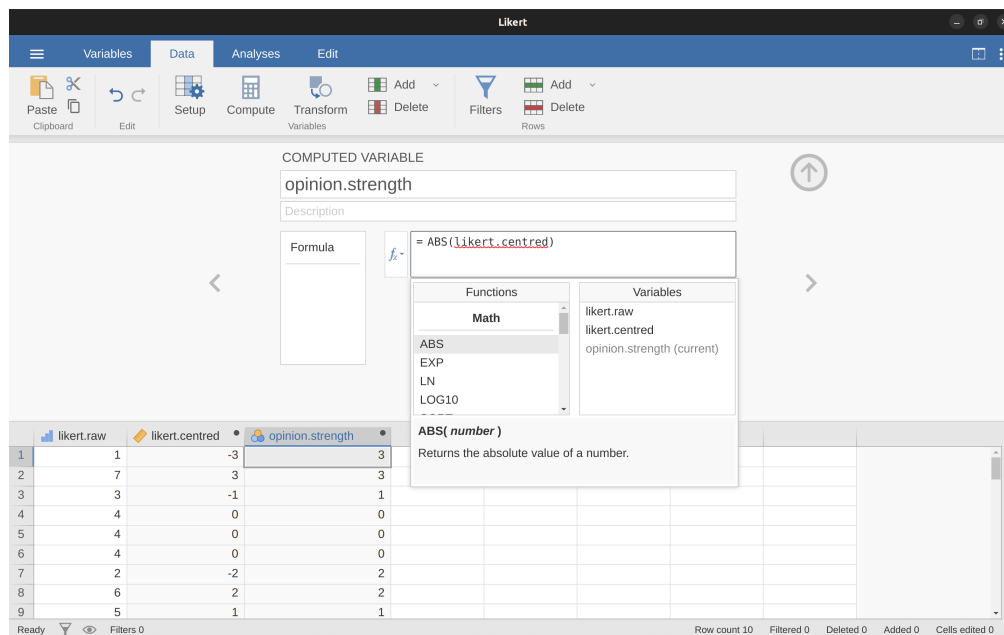 Likert
Variables Data Analyses Edit
Paste Setup Compute Transform Add Delete Filters Add Delete
Clipboard Edit Variables Rows
COMPUTED VARIABLE
opinion.strength
Description
Formula
fx
= ABS(likert.centred)
Functions Variables
Math
ABS
EXP
LN
LOG10
likert.raw
likert.centred
opinion.strength (current)
ABS( number )
Returns the absolute value of a number.
likert.raw likert.centred opinion.strength
1 1 -3 3
2 7 3 3
3 3 -1 1
4 4 0 0
5 4 0 0
6 4 0 0
7 2 -2 2
8 6 2 2
9 5 1 1
Ready Filters 0 Row count 10 Filtered 0 Deleted 0 Added 0 Cells edited 0